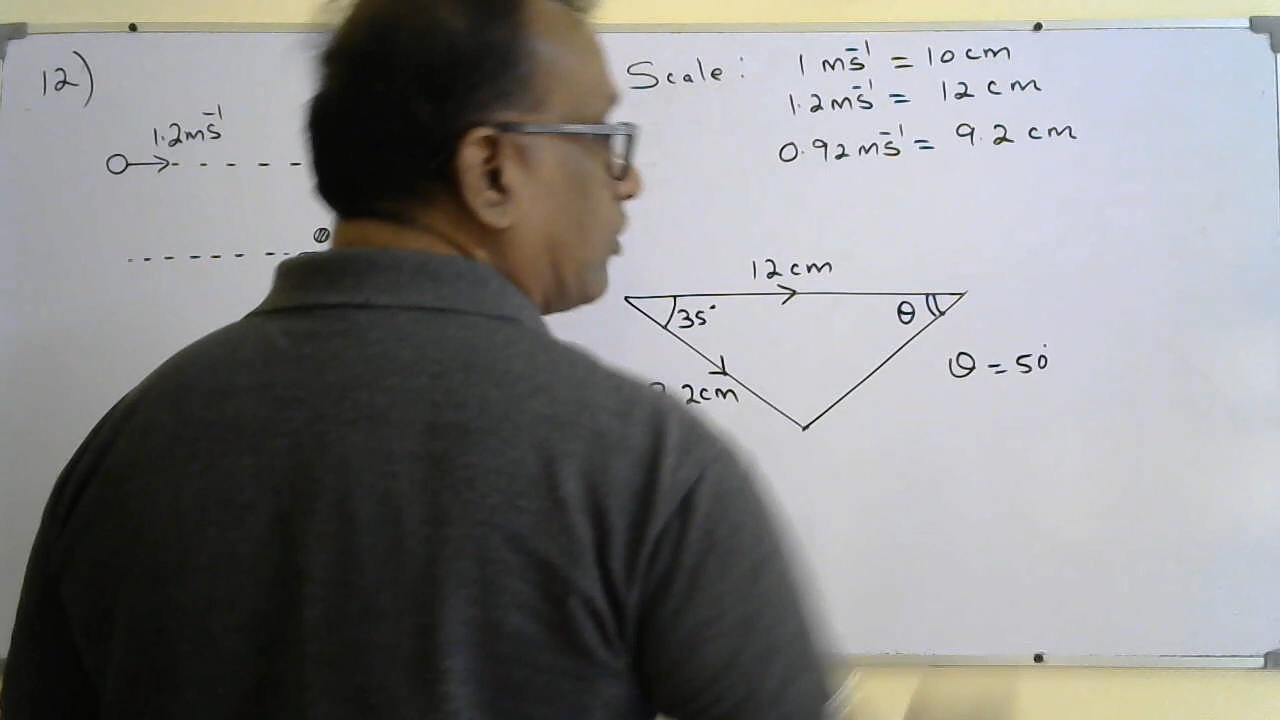 12)
1.2ms⁻¹
Scale: 1 ms⁻¹ = 10 cm
1.2ms⁻¹ = 12 cm
0.92ms⁻¹ = 9.2 cm
12 cm
35°
θ
θ = 50°
2cm